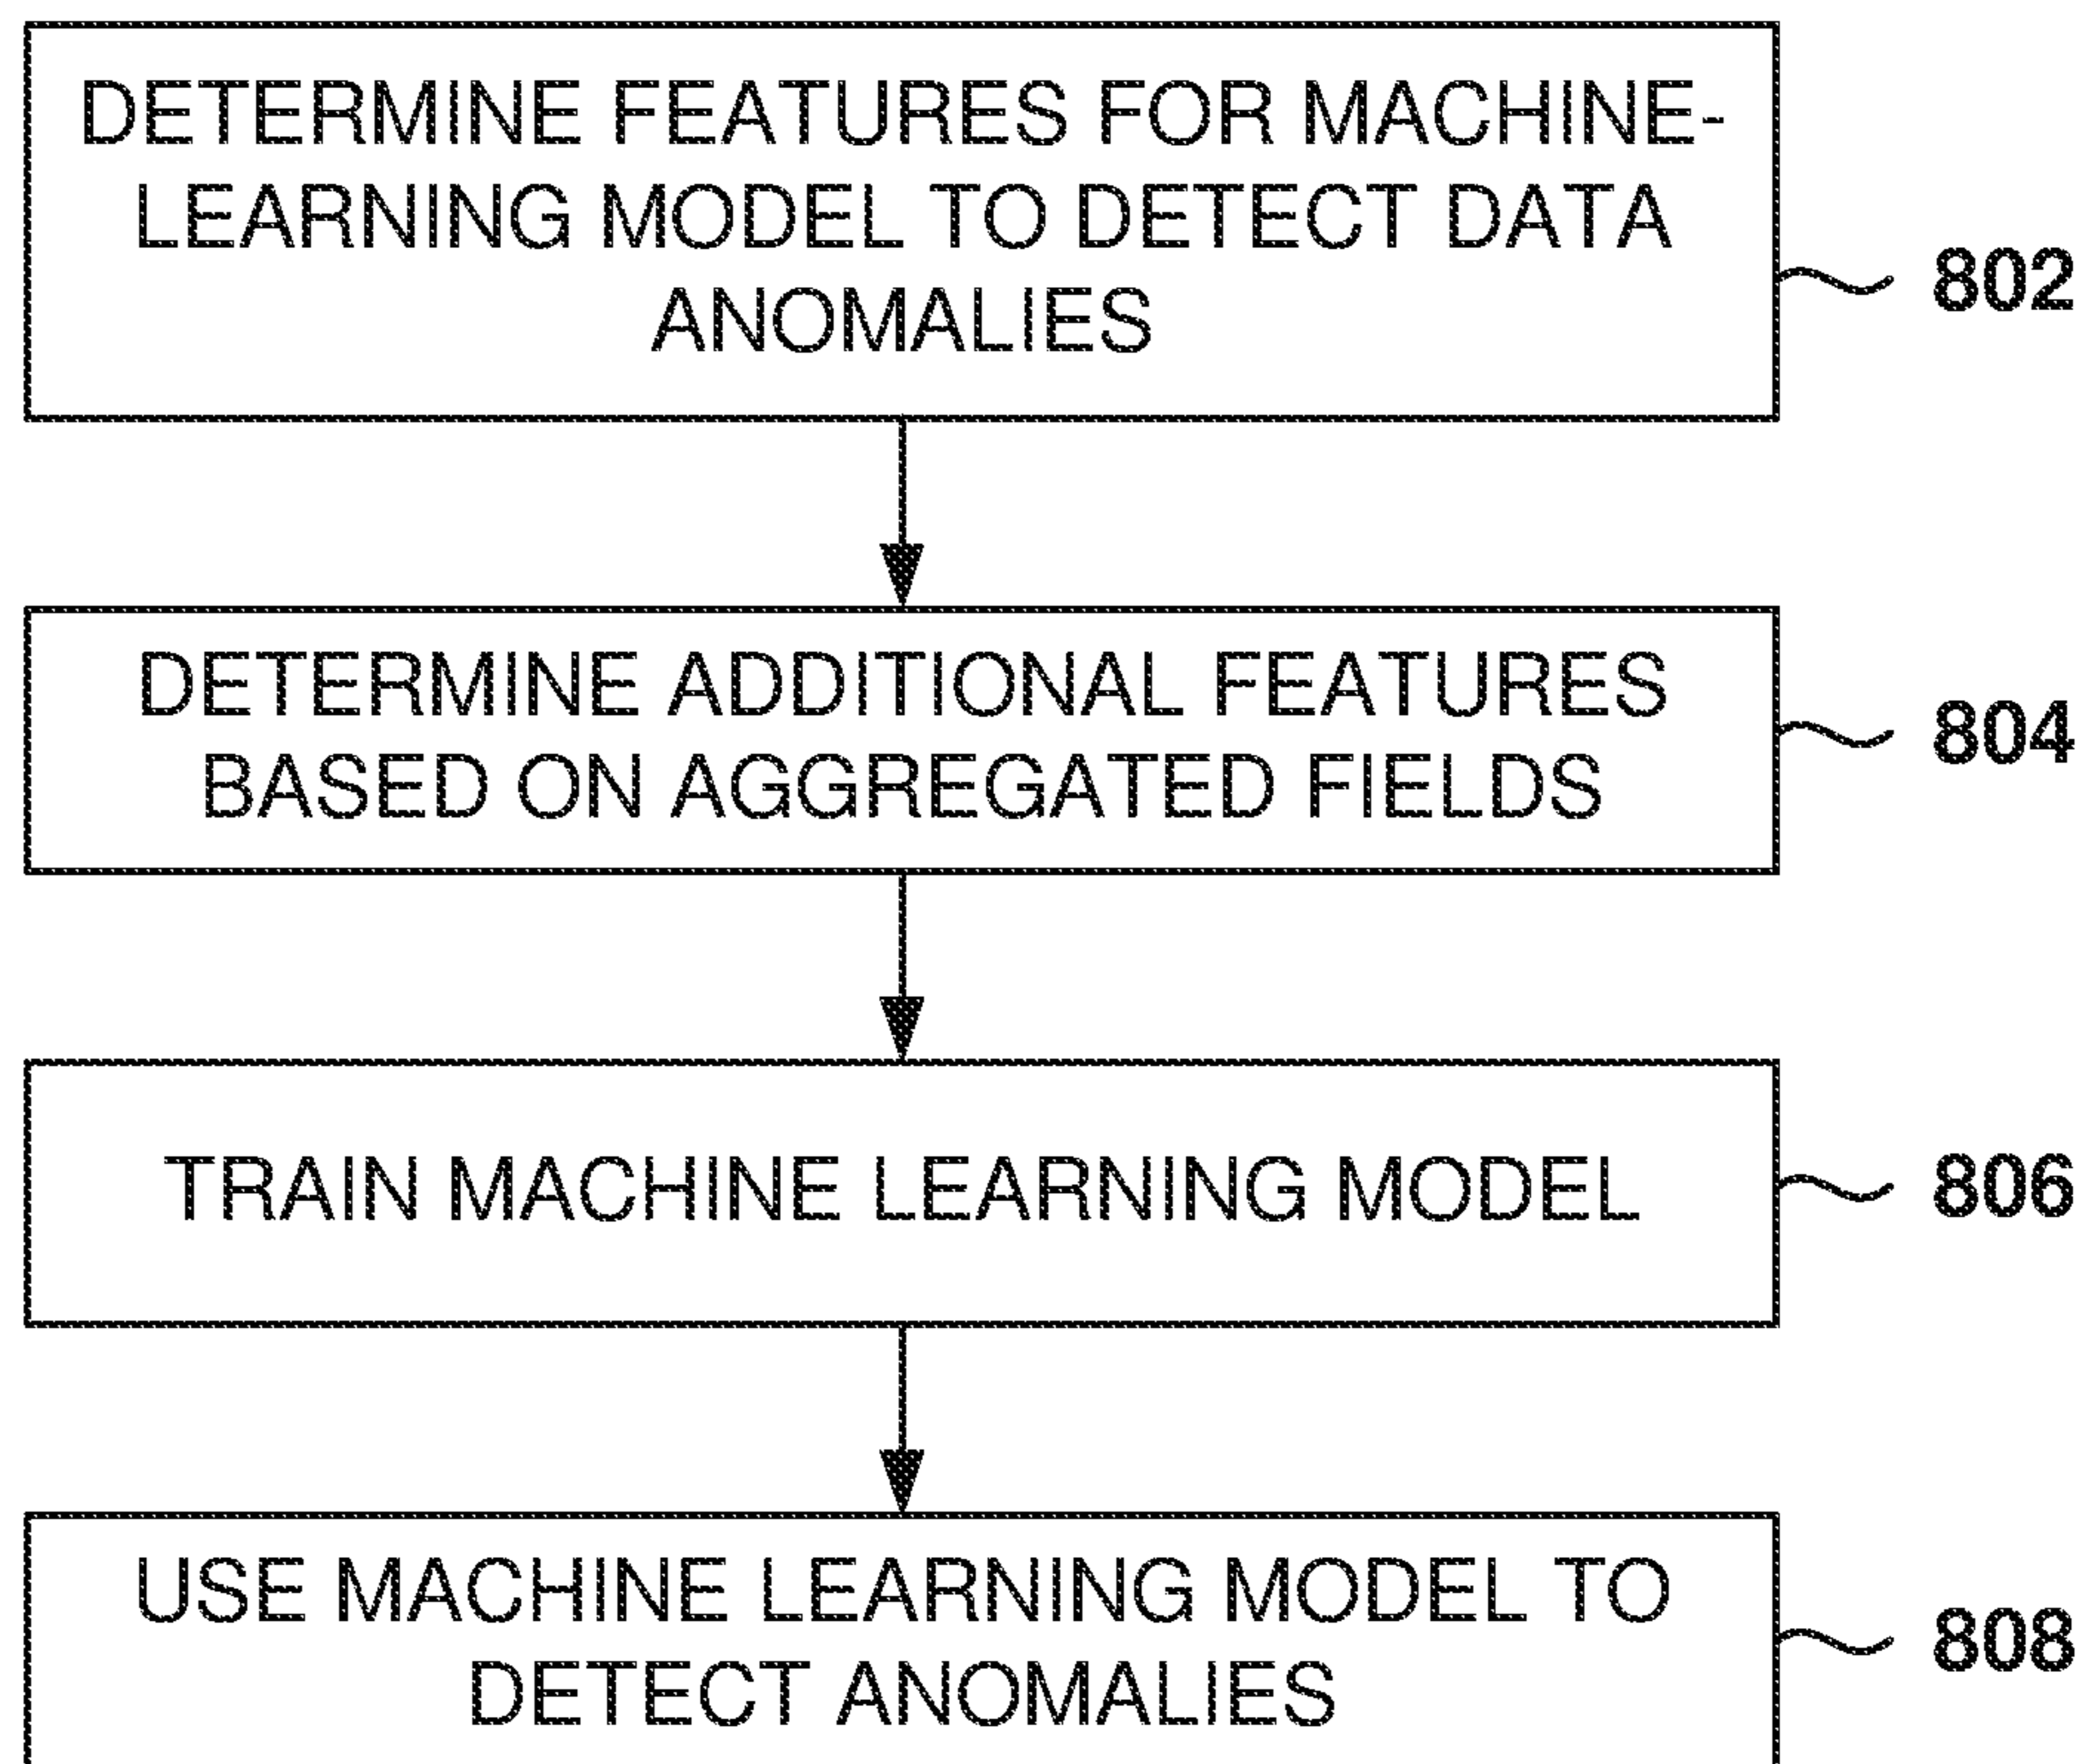 DETERMINE FEATURES FOR MACHINE-
LEARNING MODEL TO DETECT DATA
ANOMALIES
802
DETERMINE ADDITIONAL FEATURES
BASED ON AGGREGATED FIELDS
804
TRAIN MACHINE LEARNING MODEL
806
USE MACHINE LEARNING MODEL TO
DETECT ANOMALIES
808